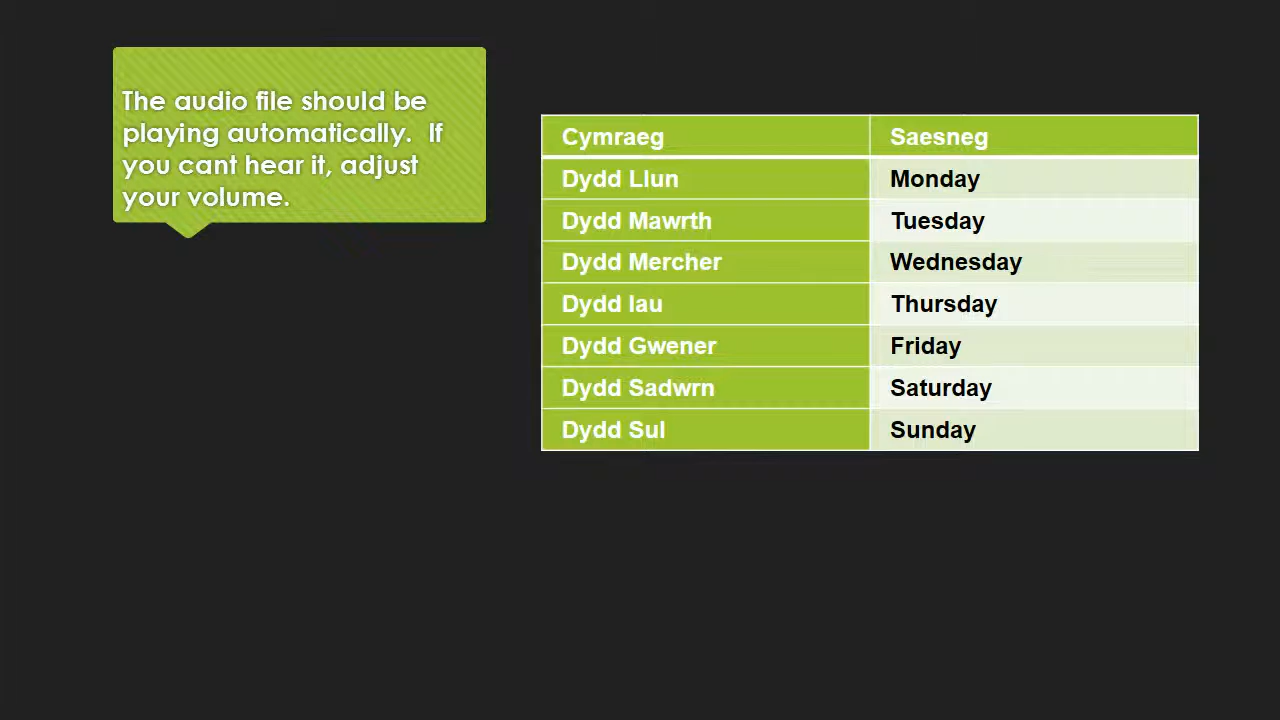 The audio file should be
playing automatically.  If
you cant hear it, adjust
your volume.
Cymraeg Saesneg
Dydd Llun Monday
Dydd Mawrth Tuesday
Dydd Mercher Wednesday
Dydd Iau Thursday
Dydd Gwener Friday
Dydd Sadwrn Saturday
Dydd Sul Sunday